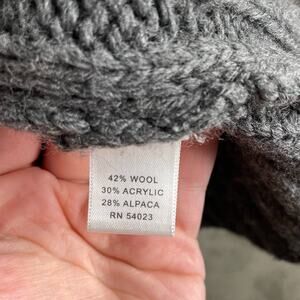 42% WOOL
30% ACRYLIC
28% ALPACA
RN 54023